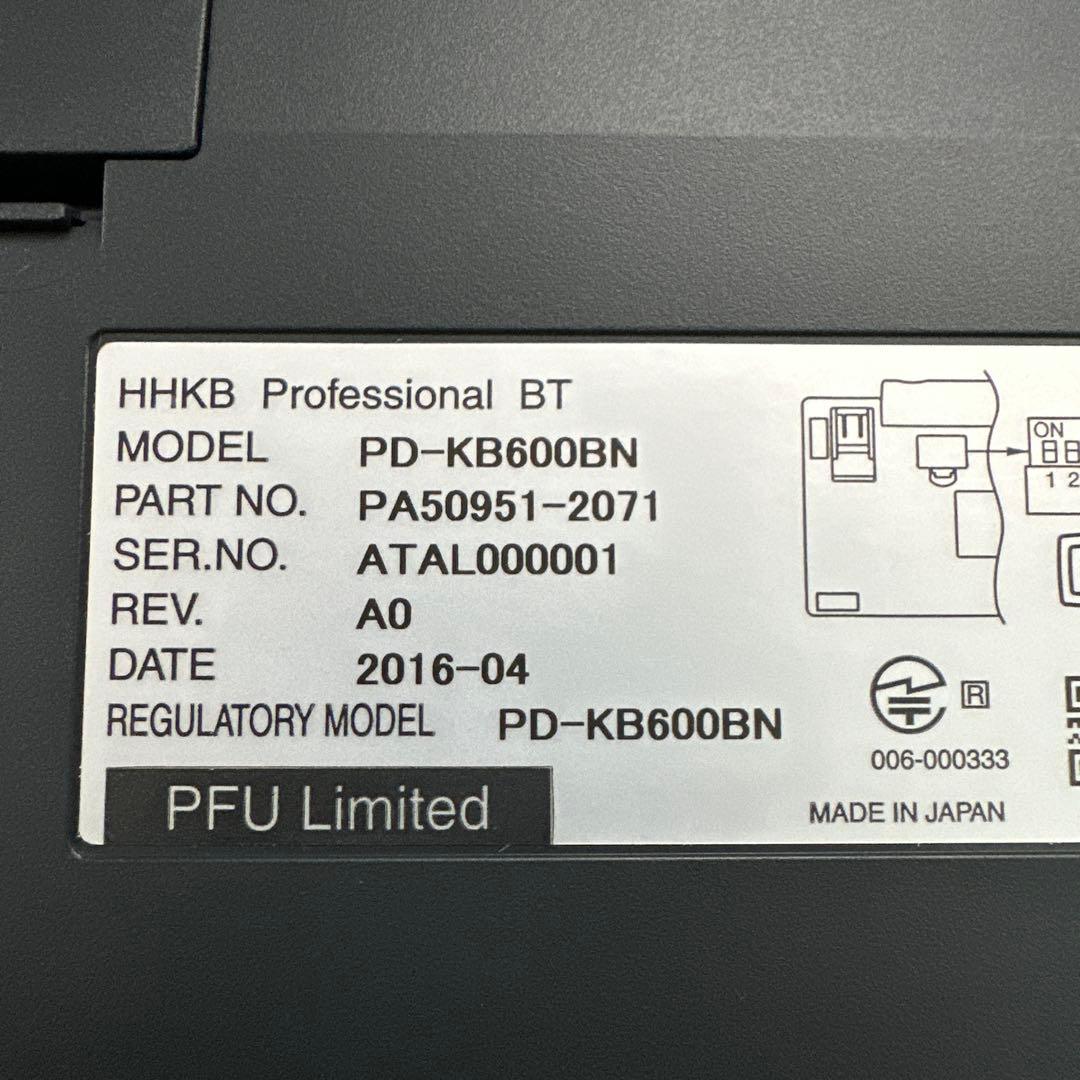 HHKB Professional BT
MODEL PD-KB600BN
PART NO. PA50951-2071
SER.NO. ATAL000001
REV. A0
DATE 2016-04
REGULATORY MODEL PD-KB600BN
PFU Limited
ON
1 2
R
006-000333
MADE IN JAPAN